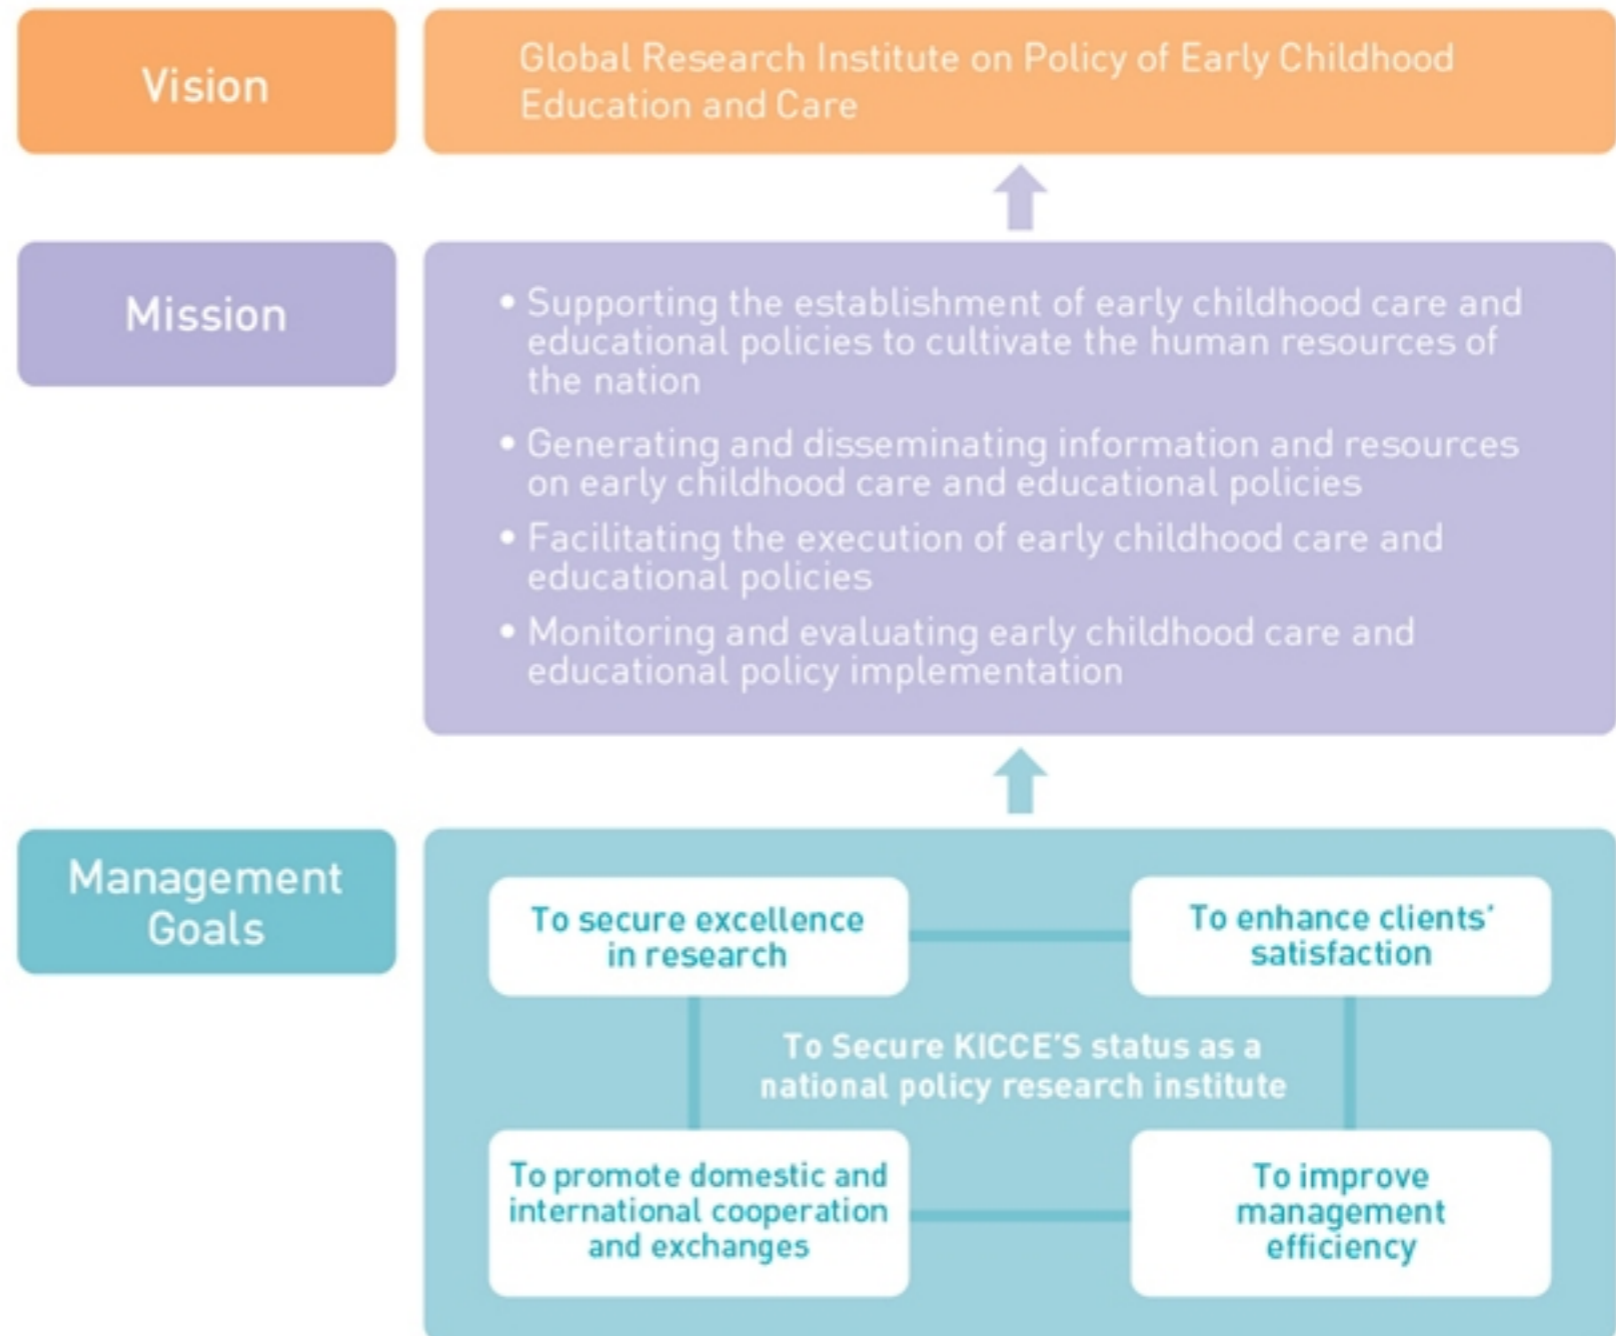 Vision
Global Research Institute on Policy of Early Childhood
Education and Care
Mission
• Supporting the establishment of early childhood care and
educational policies to cultivate the human resources of
the nation
• Generating and disseminating information and resources
on early childhood care and educational policies
• Facilitating the execution of early childhood care and
educational policies
• Monitoring and evaluating early childhood care and
educational policy implementation
Management
Goals
To secure excellence
in research
To enhance clients'
satisfaction
To Secure KICCE'S status as a
national policy research institute
To promote domestic and
international cooperation
and exchanges
To improve
management
efficiency